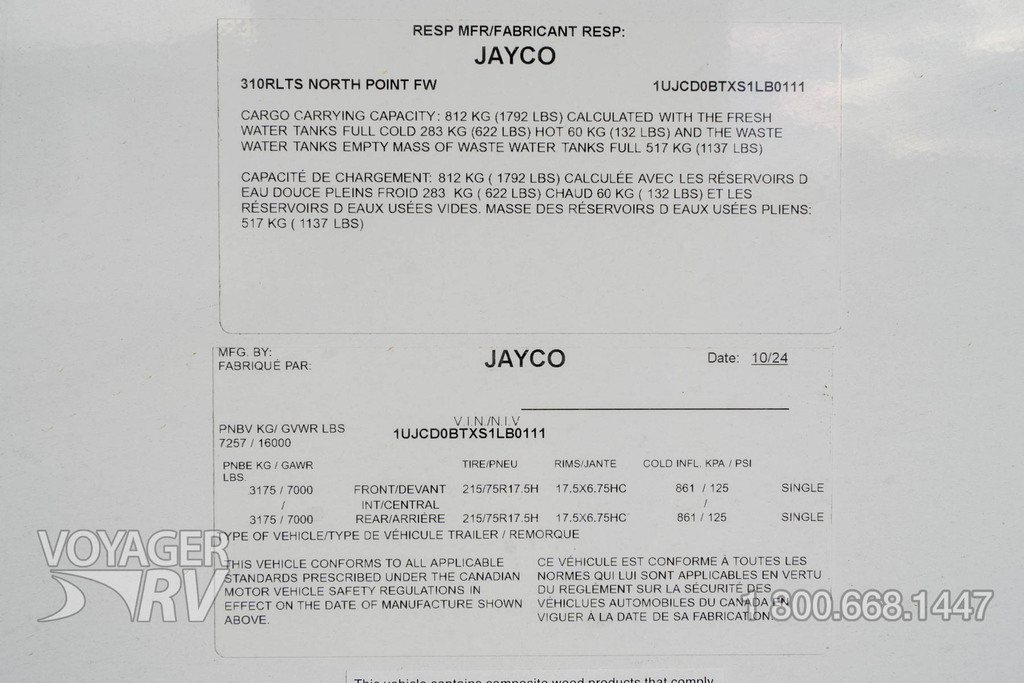 RESP MFR/FABRICANT RESP:
JAYCO
310RLTS NORTH POINT FW 1UJCD0BTXS1LB0111
CARGO CARRYING CAPACITY: 812 KG (1792 LBS) CALCULATED WITH THE FRESH
WATER TANKS FULL COLD 283 KG (622 LBS) HOT 60 KG (132 LBS) AND THE WASTE
WATER TANKS EMPTY MASS OF WASTE WATER TANKS FULL 517 KG (1137 LBS)
CAPACITÉ DE CHARGEMENT: 812 KG ( 1792 LBS) CALCULÉE AVEC LES RÉSERVOIRS D
EAU DOUCE PLEINS FROID 283 KG ( 622 LBS) CHAUD 60 KG ( 132 LBS) ET LES
RÉSERVOIRS D EAUX USÉES VIDES. MASSE DES RÉSERVOIRS D EAUX USÉES PLIENS:
517 KG ( 1137 LBS)
MFG. BY: JAYCO Date: 10/24
FABRIQUÉ PAR:
V.I.N./N.I.V
PNBV KG/ GVWR LBS 1UJCD0BTXS1LB0111
7257 / 16000
PNBE KG / GAWR TIRE/PNEU RIMS/JANTE COLD INFL. KPA / PSI
LBS.
3175 / 7000 FRONT/DEVANT 215/75R17.5H 17.5X6.75HC 861 / 125 SINGLE
/ INT/CENTRAL /
3175 / 7000 REAR/ARRIÈRE 215/75R17.5H 17.5X6.75HC 861 / 125 SINGLE
TYPE OF VEHICLE/TYPE DE VÉHICULE TRAILER / REMORQUE
THIS VEHICLE CONFORMS TO ALL APPLICABLE
STANDARDS PRESCRIBED UNDER THE CANADIAN
MOTOR VEHICLE SAFETY REGULATIONS IN
EFFECT ON THE DATE OF MANUFACTURE SHOWN
ABOVE.
CE VÉHICULE EST CONFORME À TOUTES LES
NORMES QUI LUI SONT APPLICABLES EN VERTU
DU REGLÉMENT SUR LA SÉCURITÉ DES
VÉHICLUES AUTOMOBILES DU CANADA EN
VIGUER À LA DATE DE SA FABRICATION.
VOYAGER
RV
1.800.668.1447
This vehicle contains composite wood products that comply